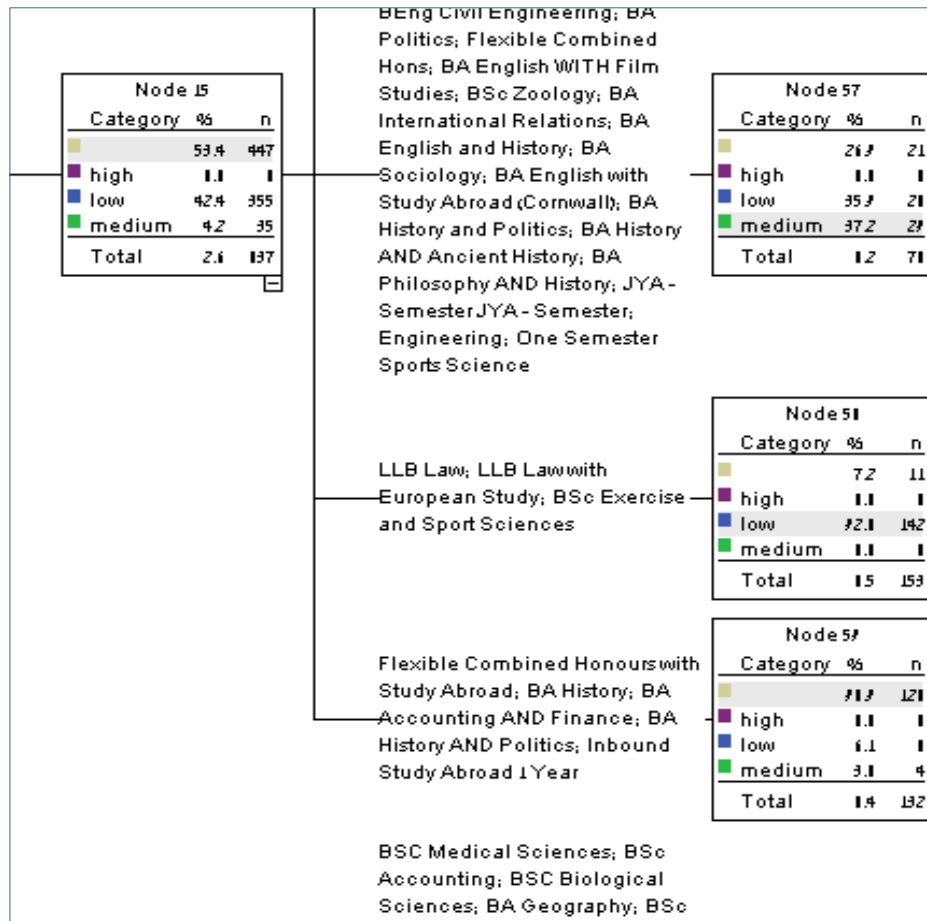 Node 15
Category % n
53.4 447
high
low 42.4 355
medium 4.2 35
Total
BEng Civil Engineering; BA
Politics; Flexible Combined
Hons; BA English WITH Film
Studies; BSc Zoology; BA
International Relations; BA
English and History; BA
Sociology; BA English with
Study Abroad (Cornwall); BA
History and Politics; BA History
AND Ancient History; BA
Philosophy AND History; JYA -
Semester JYA - Semester;
Engineering; One Semester
Sports Science
Node 57
Category % n
21
high
low
medium 37.2
Total
LLB Law; LLB Law with
European Study; BSc Exercise
and Sport Sciences
Node
Category % n
7.2 11
high
low 142
medium
Total 153
Flexible Combined Honours with
Study Abroad; BA History; BA
Accounting AND Finance; BA
History AND Politics; Inbound
Study Abroad 1 Year
Node
Category % n
high
low
medium 4
Total 132
BSC Medical Sciences; BSc
Accounting; BSC Biological
Sciences; BA Geography; BSc